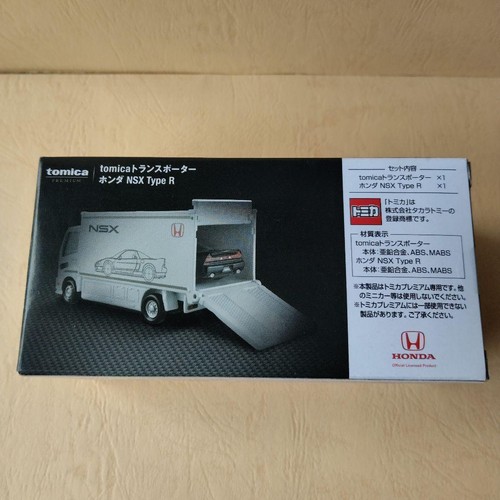 tomica
PREMIUM
tomicaトランスポーター
ホンダ NSX Type R
NSX
セット内容
tomicaトランスポーター ×1
ホンダ NSX Type R ×1
トミカ
「トミカ」は
株式会社タカラトミーの
登録商標です。
材質表示
tomicaトランスポーター
本体:亜鉛合金、ABS、MABS
ホンダ NSX Type R
本体:亜鉛合金、ABS、MABS
※本製品はトミカプレミアム専用です。他
のミニカー等は使用しないでください。
※トミカプレミアムには一部使用できない
製品があります。ご了承ください。
HONDA
Official Licensed Product